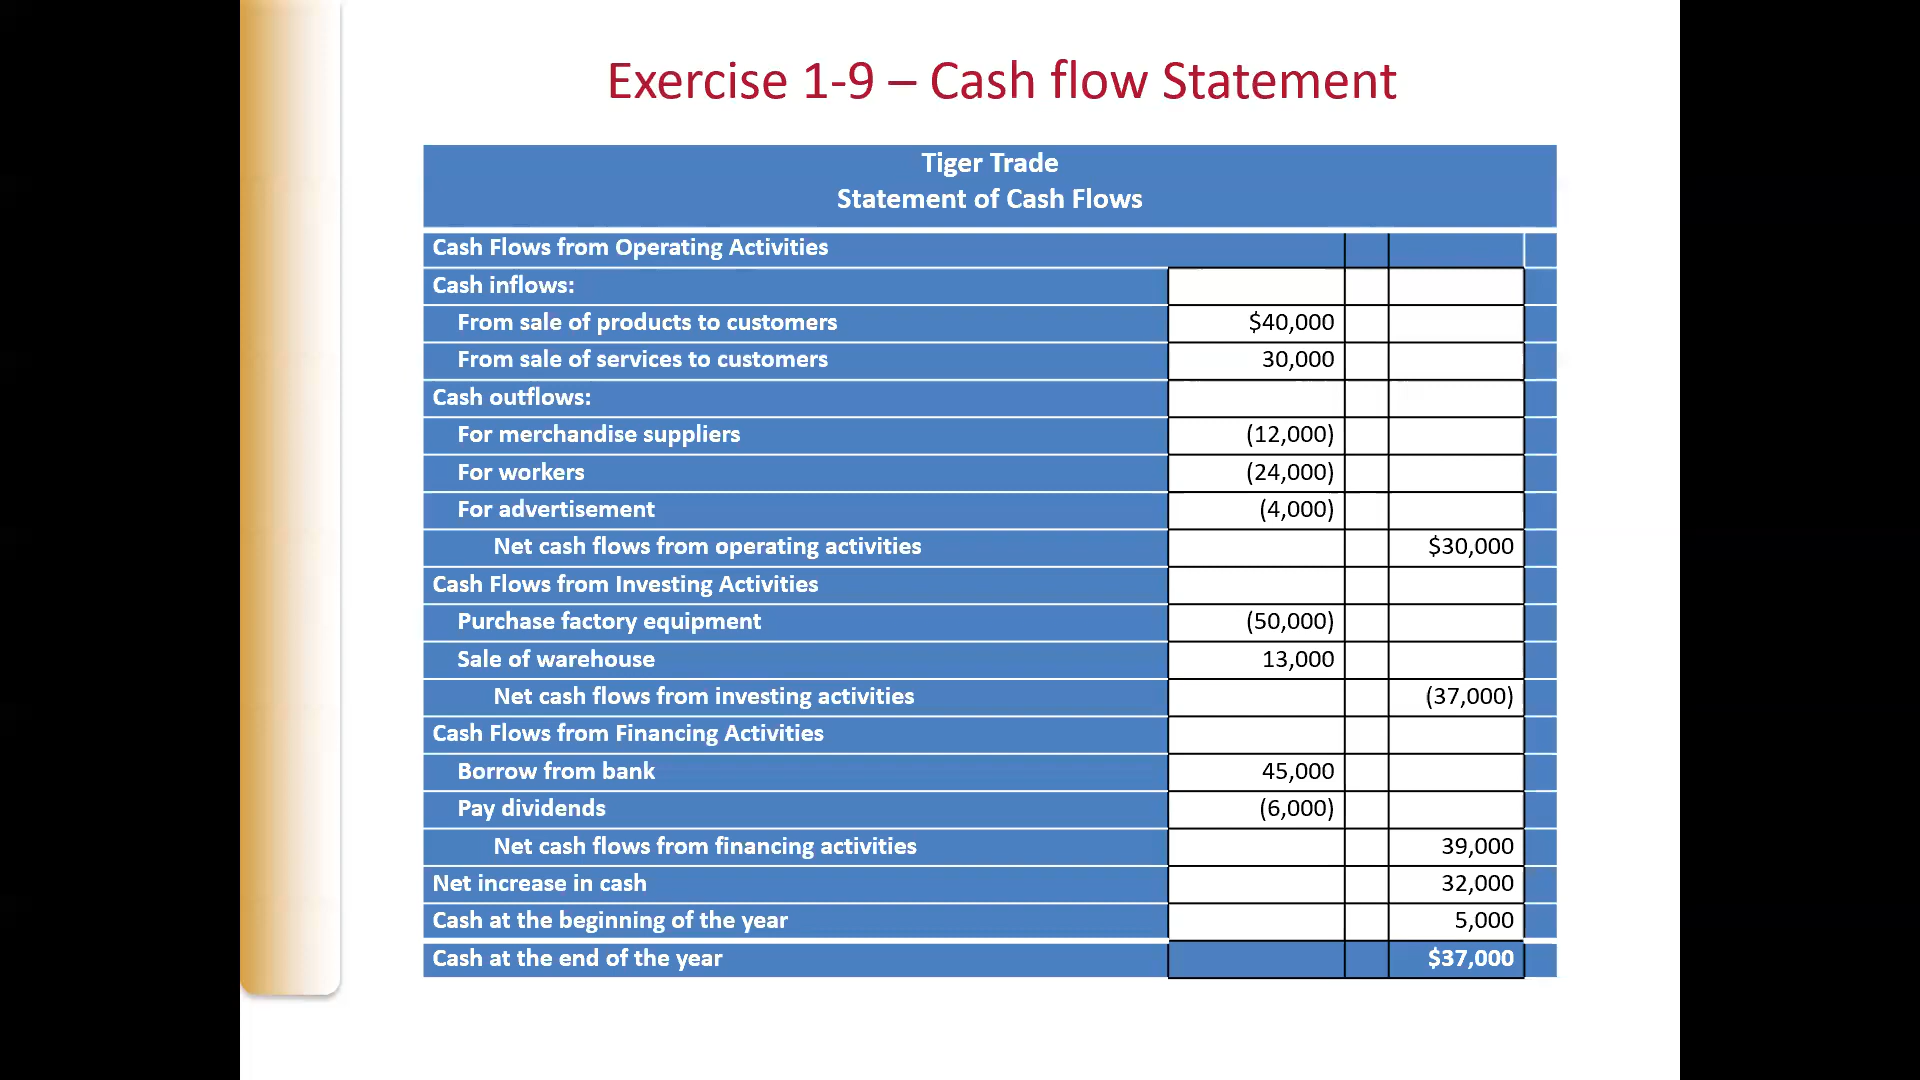 Exercise 1-9 – Cash flow Statement
Tiger Trade
Statement of Cash Flows
Cash Flows from Operating Activities
Cash inflows:
From sale of products to customers $40,000
From sale of services to customers 30,000
Cash outflows:
For merchandise suppliers (12,000)
For workers (24,000)
For advertisement (4,000)
Net cash flows from operating activities $30,000
Cash Flows from Investing Activities
Purchase factory equipment (50,000)
Sale of warehouse 13,000
Net cash flows from investing activities (37,000)
Cash Flows from Financing Activities
Borrow from bank 45,000
Pay dividends (6,000)
Net cash flows from financing activities 39,000
Net increase in cash 32,000
Cash at the beginning of the year 5,000
Cash at the end of the year $37,000